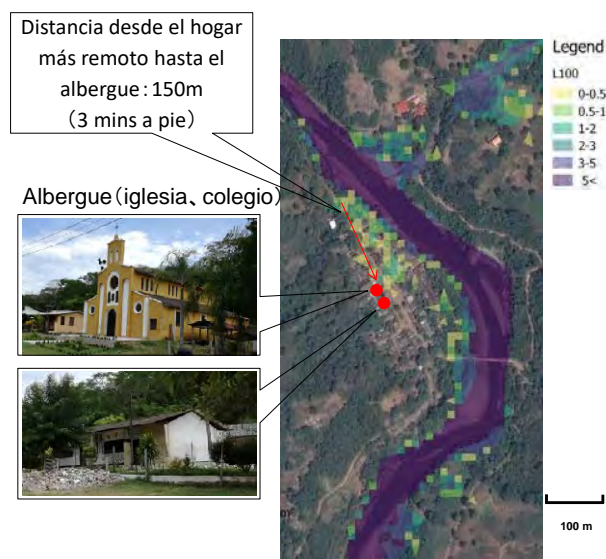 Distancia desde el hogar
más remoto hasta el
albergue：150m
（3 mins a pie）
Albergue（iglesia、colegio）
Legend
L100
0-0.5
0.5-1
1-2
2-3
3-5
5<
100 m